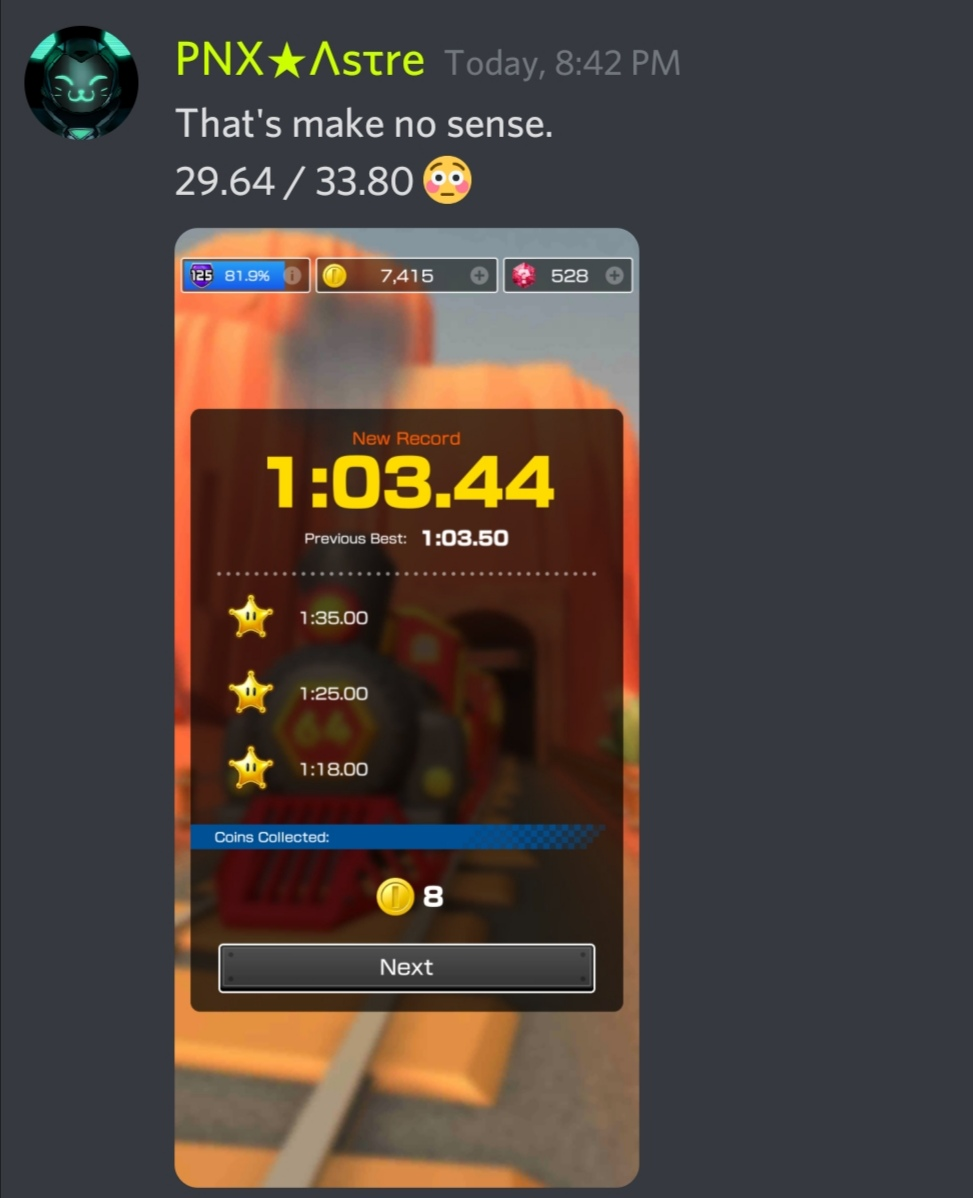 PNX★Λsτre Today, 8:42 PM
That's make no sense.
29.64 / 33.80 😳
125 81.9% i 7,415 + 528 +
New Record
1:03.44
Previous Best: 1:03.50
1:35.00
1:25.00
64
1:18.00
Coins Collected:
8
Next